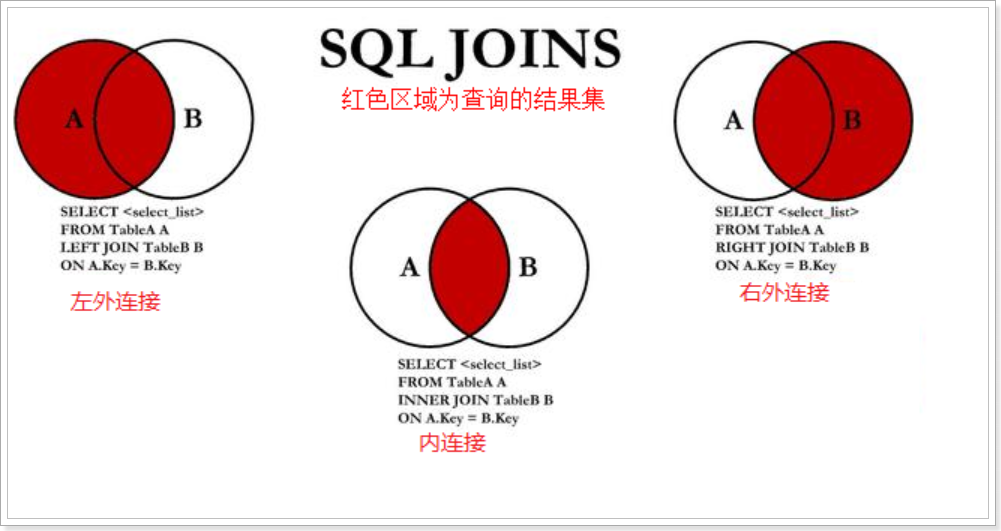 SQL JOINS
红色区域为查询的结果集
A B
SELECT <select_list>
FROM TableA A
LEFT JOIN TableB B
ON A.Key = B.Key
左外连接
A B
SELECT <select_list>
FROM TableA A
INNER JOIN TableB B
ON A.Key = B.Key
内连接
A B
SELECT <select_list>
FROM TableA A
RIGHT JOIN TableB B
ON A.Key = B.Key
右外连接